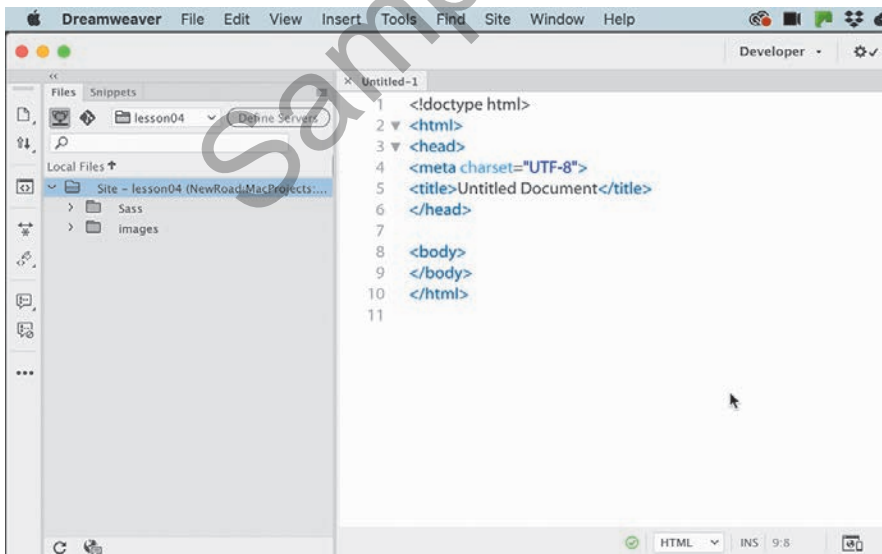 Dreamweaver File Edit View Insert Tools Find Site Window Help
Developer
<<
Files Snippets
lesson04 Define Servers
Local Files
Site – lesson04 (NewRoad:MacProjects:...
Sass
images
× Untitled-1
1 <!doctype html>
2 <html>
3 <head>
4 <meta charset="UTF-8">
5 <title>Untitled Document</title>
6 </head>
7
8 <body>
9 </body>
10 </html>
11
HTML INS 9:8
Samp